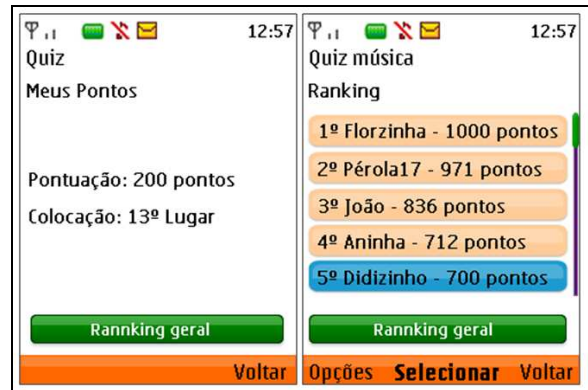 12:57
Quiz
Meus Pontos
Pontuação: 200 pontos
Colocação: 13º Lugar
Rannking geral
Voltar
12:57
Quiz música
Ranking
1º Florzinha - 1000 pontos
2º Pérola17 - 971 pontos
3º João - 836 pontos
4º Aninha - 712 pontos
5º Didizinho - 700 pontos
Rannking geral
Opções Selecionar Voltar